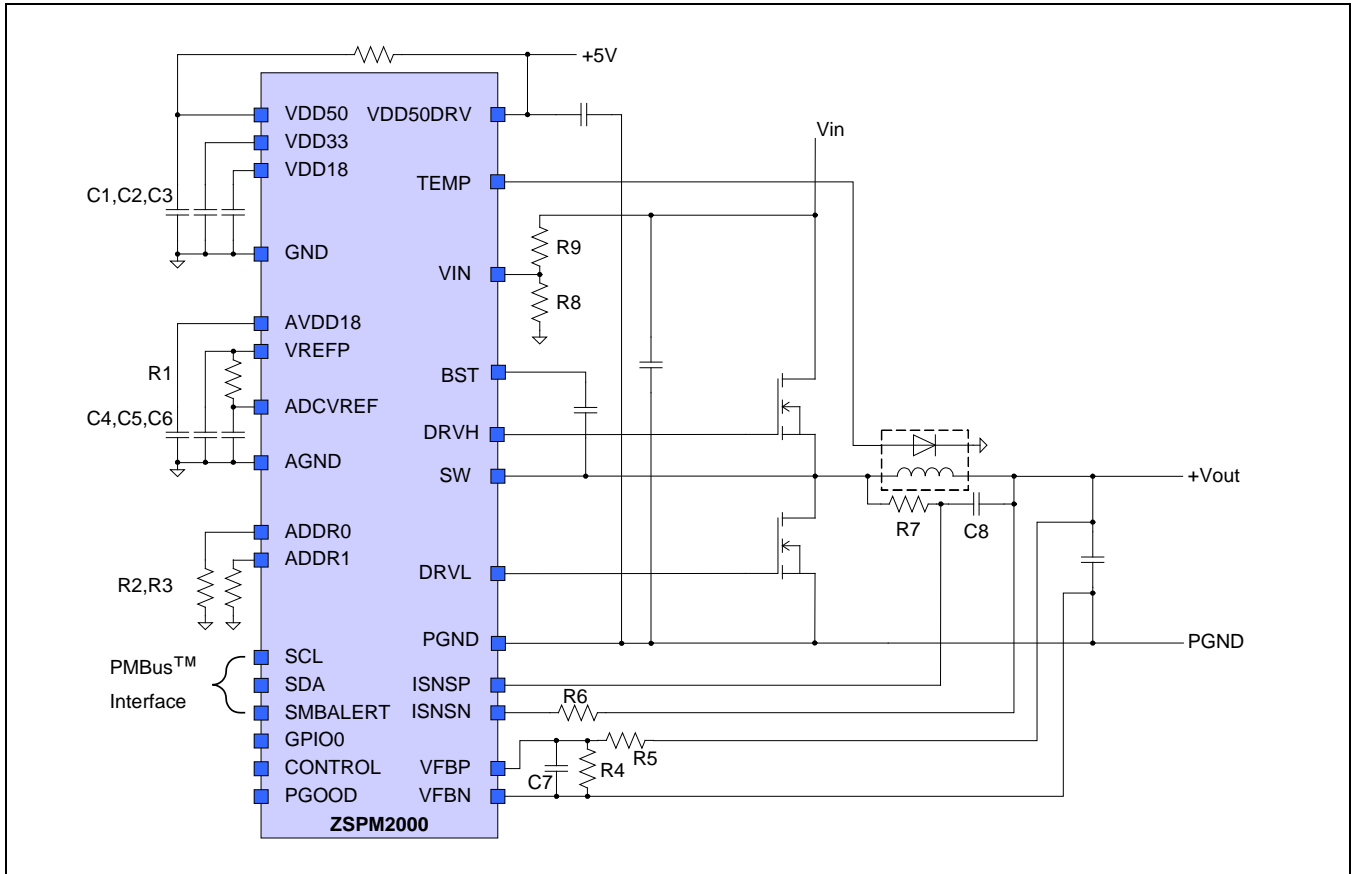 +5V
VDD50 VDD50DRV
VDD33
VDD18
Vin
TEMP
C1,C2,C3
R9
GND
VIN
R8
AVDD18
VREFP
R1
BST
ADCVREF
C4,C5,C6
DRVH
AGND
SW
+Vout
R7
C8
ADDR0
ADDR1
DRVL
R2,R3
PGND
PGND
SCL
PMBus™
Interface
SDA
ISNSP
R6
SMBALERT ISNSN
GPIO0
R5
CONTROL
VFBP
C7
R4
PGOOD
VFBN
ZSPM2000